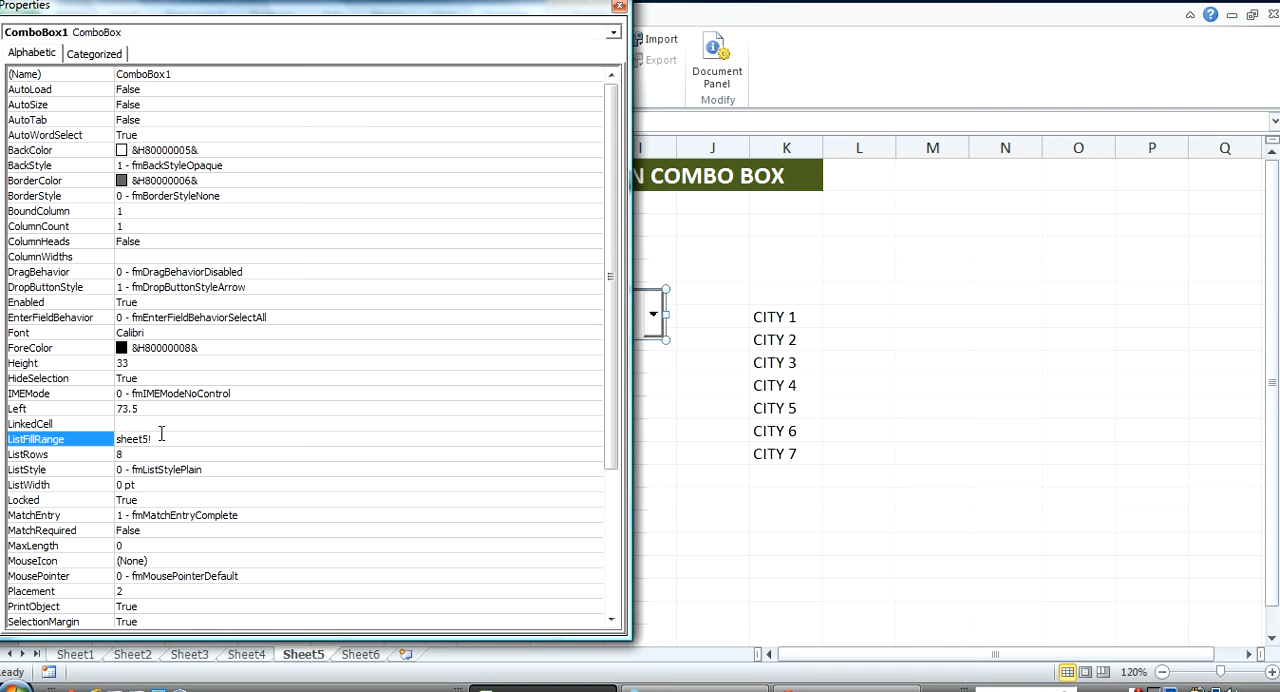 Properties
ComboBox1 ComboBox
Alphabetic Categorized
(Name) ComboBox1
AutoLoad False
AutoSize False
AutoTab False
AutoWordSelect True
BackColor &H80000005&
BackStyle 1 - fmBackStyleOpaque
BorderColor &H80000006&
BorderStyle 0 - fmBorderStyleNone
BoundColumn 1
ColumnCount 1
ColumnHeads False
ColumnWidths
DragBehavior 0 - fmDragBehaviorDisabled
DropButtonStyle 1 - fmDropButtonStyleArrow
Enabled True
EnterFieldBehavior 0 - fmEnterFieldBehaviorSelectAll
Font Calibri
ForeColor &H80000008&
Height 33
HideSelection True
IMEMode 0 - fmIMEModeNoControl
Left 73.5
LinkedCell
ListFillRange sheet5!
ListRows 8
ListStyle 0 - fmListStylePlain
ListWidth 0 pt
Locked True
MatchEntry 1 - fmMatchEntryComplete
MatchRequired False
MaxLength 0
MouseIcon (None)
MousePointer 0 - fmMousePointerDefault
Placement 2
PrintObject True
SelectionMargin True
Import
Export
Document
Panel
Modify
I J K L M N O P Q
N COMBO BOX
CITY 1
CITY 2
CITY 3
CITY 4
CITY 5
CITY 6
CITY 7
Sheet1 Sheet2 Sheet3 Sheet4 Sheet5 Sheet6
eady 120%